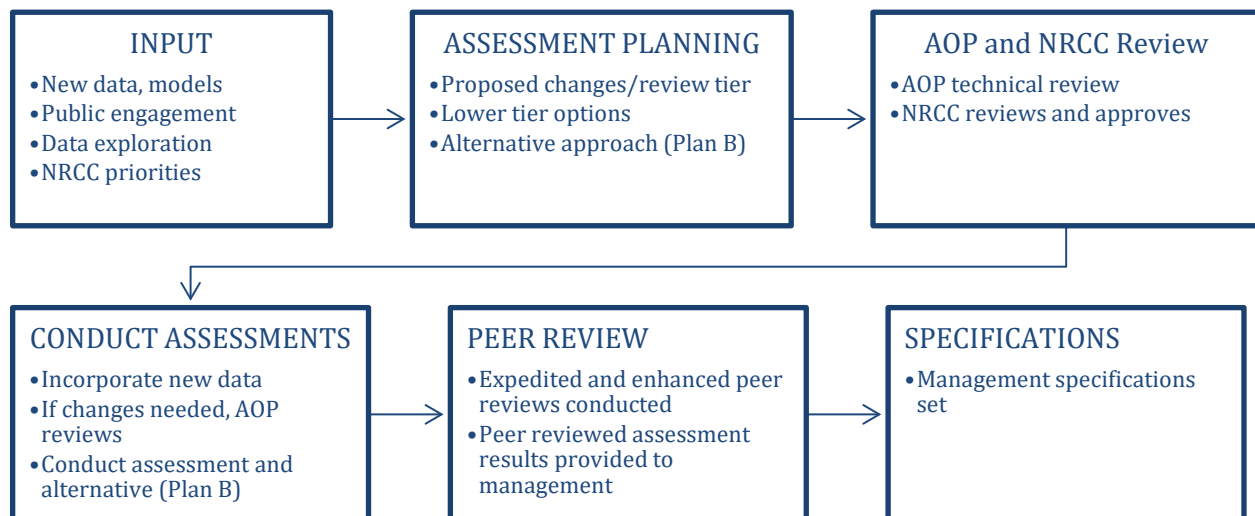 INPUT
•New data, models
•Public engagement
•Data exploration
•NRCC priorities
ASSESSMENT PLANNING
•Proposed changes/review tier
•Lower tier options
•Alternative approach (Plan B)
AOP and NRCC Review
•AOP technical review
•NRCC reviews and approves
CONDUCT ASSESSMENTS
•Incorporate new data
•If changes needed, AOP
reviews
•Conduct assessment and
alternative (Plan B)
PEER REVIEW
•Expedited and enhanced peer
reviews conducted
•Peer reviewed assessment
results provided to
management
SPECIFICATIONS
•Management specifications
set